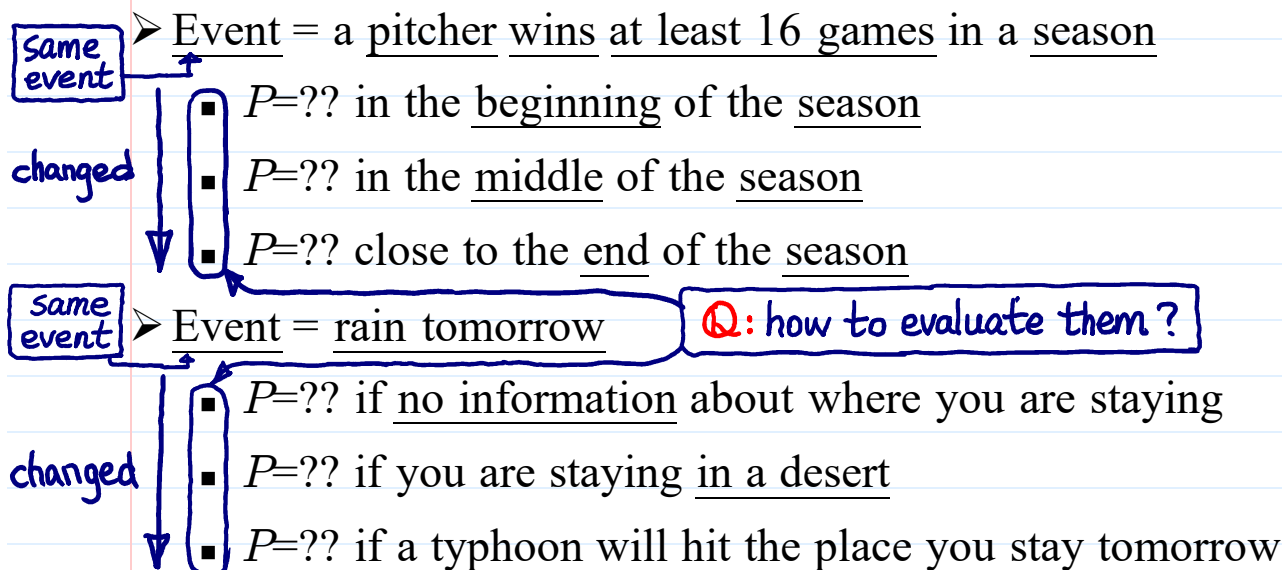 ➢ Event = a pitcher wins at least 16 games in a season
same
event
▪ P=?? in the beginning of the season
changed
▪ P=?? in the middle of the season
▪ P=?? close to the end of the season
same
event
➢ Event = rain tomorrow
Q: how to evaluate them?
▪ P=?? if no information about where you are staying
changed
▪ P=?? if you are staying in a desert
▪ P=?? if a typhoon will hit the place you stay tomorrow